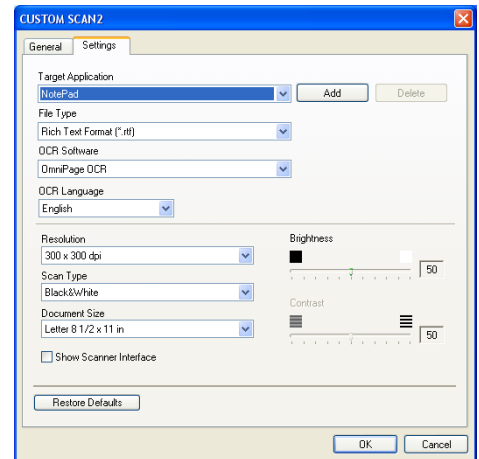 CUSTOM SCAN2
General Settings
Target Application
NotePad Add Delete
File Type
Rich Text Format (*.rtf)
OCR Software
OmniPage OCR
OCR Language
English
Resolution Brightness
300 x 300 dpi 50
Scan Type
Black&White
Contrast
Document Size
Letter 8 1/2 x 11 in 50
Show Scanner Interface
Restore Defaults
OK Cancel